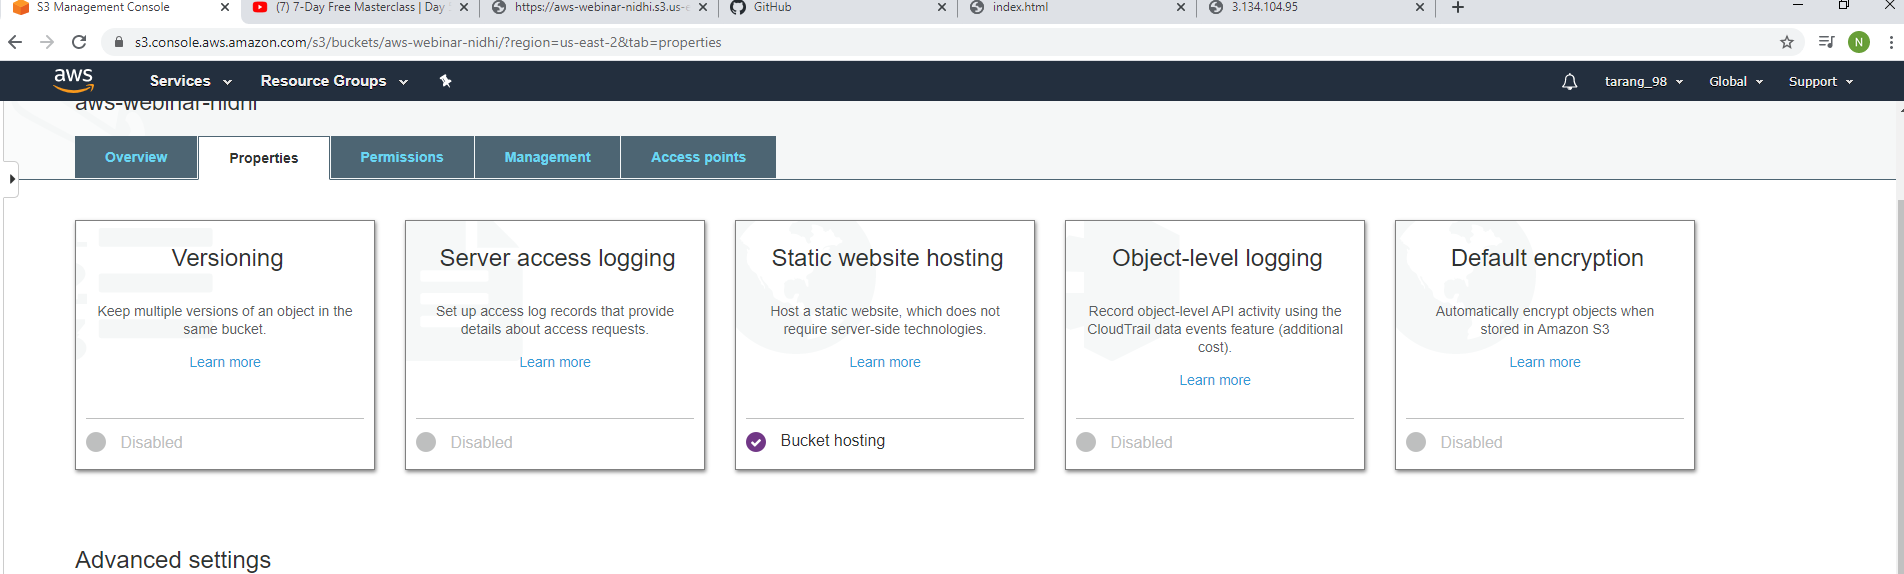 S3 Management Console
(7) 7-Day Free Masterclass | Day
https://aws-webinar-nidhi.s3.us-e
GitHub
index.html
3.134.104.95
s3.console.aws.amazon.com/s3/buckets/aws-webinar-nidhi/?region=us-east-2&tab=properties
N
aws
Services
Resource Groups
tarang_98
Global
Support
aws-webinar-nidhi
Overview
Properties
Permissions
Management
Access points
Versioning
Keep multiple versions of an object in the
same bucket.
Learn more
Disabled
Server access logging
Set up access log records that provide
details about access requests.
Learn more
Disabled
Static website hosting
Host a static website, which does not
require server-side technologies.
Learn more
Bucket hosting
Object-level logging
Record object-level API activity using the
CloudTrail data events feature (additional
cost).
Learn more
Disabled
Default encryption
Automatically encrypt objects when
stored in Amazon S3
Learn more
Disabled
Advanced settings